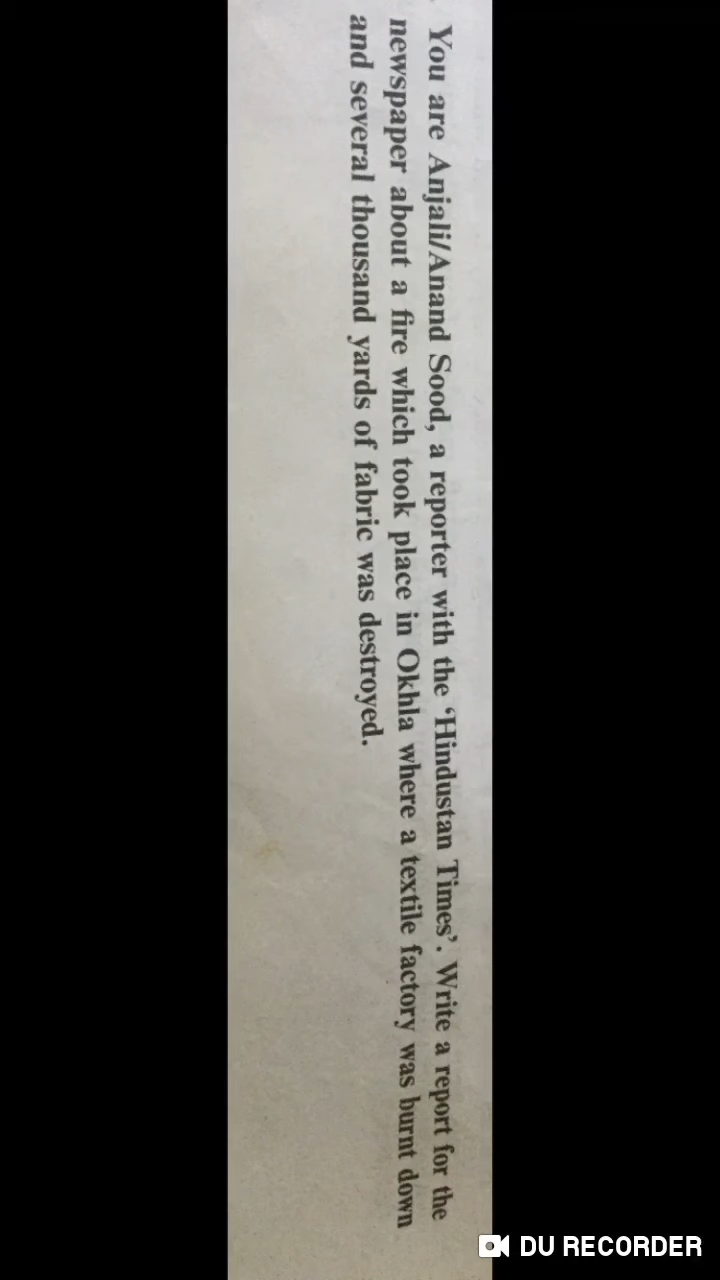 You are Anjali/Anand Sood, a reporter with the ‘Hindustan Times’. Write a report for the
newspaper about a fire which took place in Okhla where a textile factory was burnt down
and several thousand yards of fabric was destroyed.
DU RECORDER